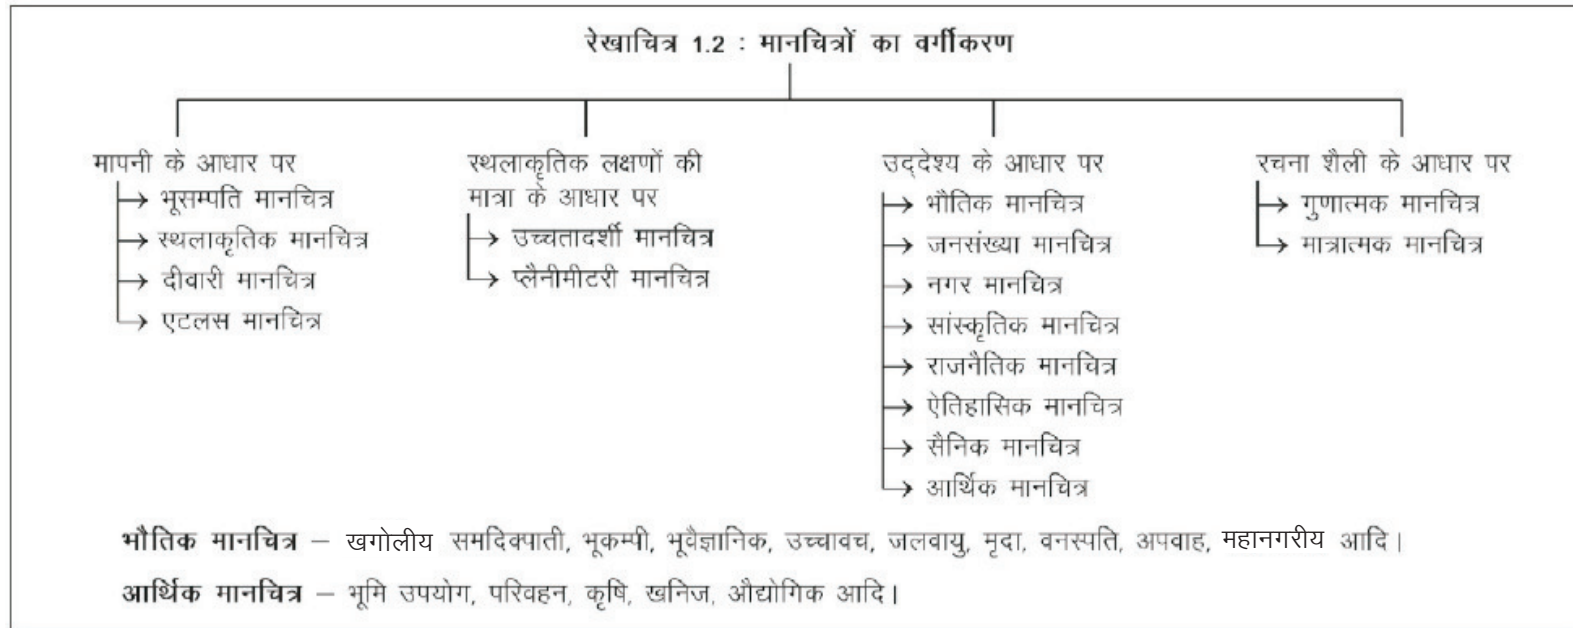 रेखाचित्र 1.2 : मानचित्रों का वर्गीकरण
मापनी के आधार पर
भूसम्पति मानचित्र
स्थलाकृतिक मानचित्र
दीवारी मानचित्र
एटलस मानचित्र
स्थलाकृतिक लक्षणों की
मात्रा के आधार पर
उच्चतादर्शी मानचित्र
प्लैनीमीटरी मानचित्र
उद्देश्य के आधार पर
भौतिक मानचित्र
जनसंख्या मानचित्र
नगर मानचित्र
सांस्कृतिक मानचित्र
राजनैतिक मानचित्र
ऐतिहासिक मानचित्र
सैनिक मानचित्र
आर्थिक मानचित्र
रचना शैली के आधार पर
गुणात्मक मानचित्र
मात्रात्मक मानचित्र
भौतिक मानचित्र – खगोलीय समदिक्पाती, भूकम्पी, भूवैज्ञानिक, उच्चावच, जलवायु, मृदा, वनस्पति, अपवाह, महानगरीय आदि।
आर्थिक मानचित्र – भूमि उपयोग, परिवहन, कृषि, खनिज, औद्योगिक आदि।